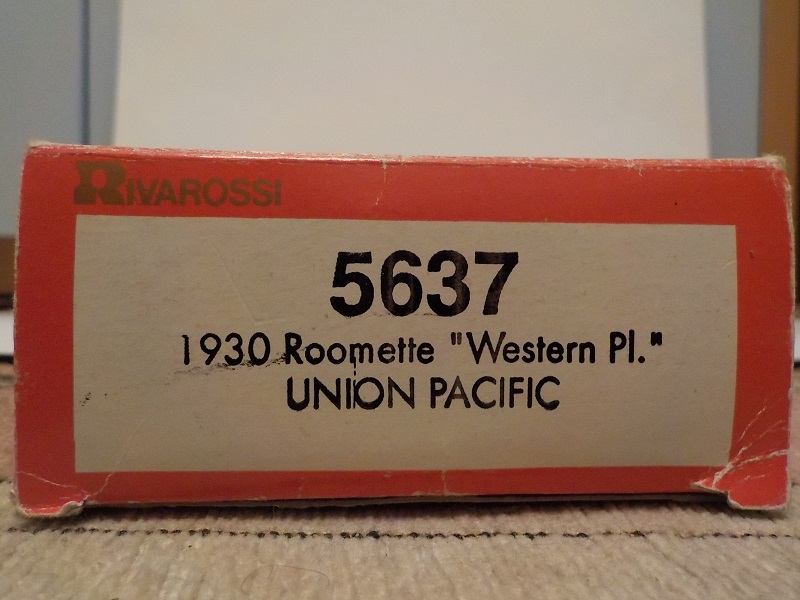 RIVAROSSI
5637
1930 Roomette "Western Pl."
UNION PACIFIC